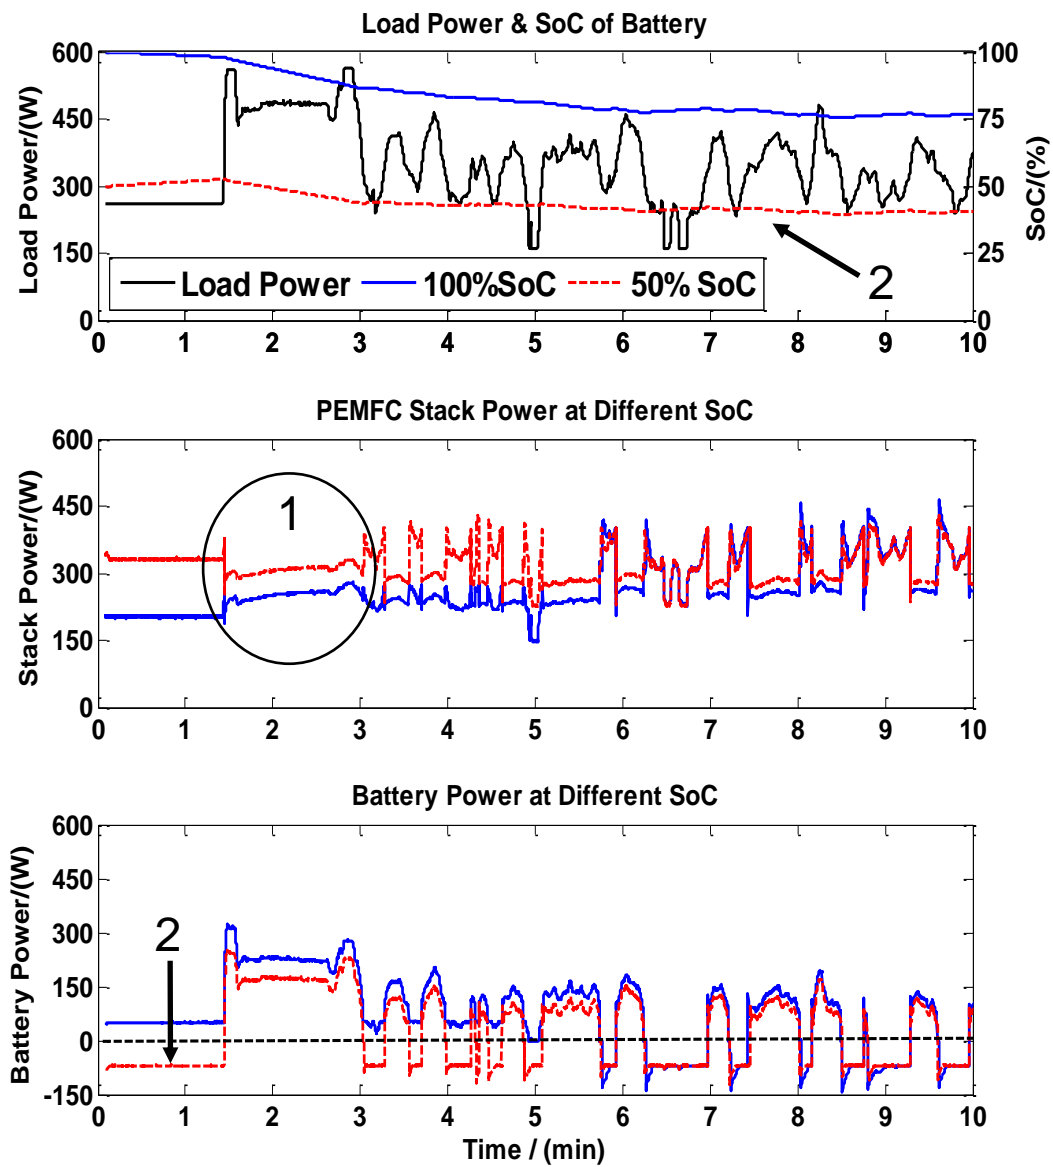 Load Power & SoC of Battery
600 100
450 75
300 50
150 25
0 0
Load Power/(W)
SoC/(%)
2
Load Power 100%SoC 50% SoC
0 1 2 3 4 5 6 7 8 9 10
PEMFC Stack Power at Different SoC
600
450
300
150
0
Stack Power/(W)
1
0 1 2 3 4 5 6 7 8 9 10
Battery Power at Different SoC
600
450
300
150
0
-150
Battery Power/(W)
2
0 1 2 3 4 5 6 7 8 9 10
Time / (min)